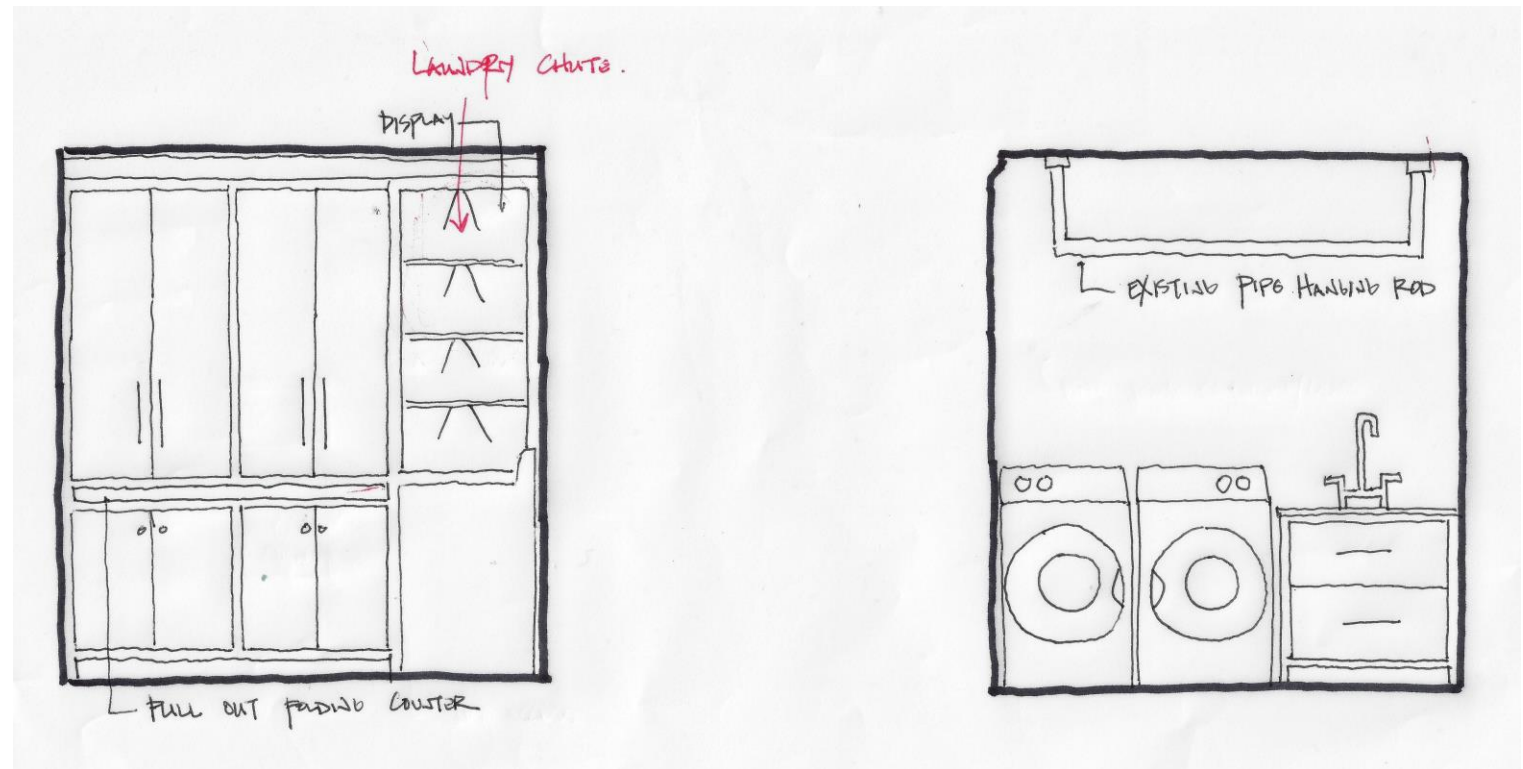 LAUNDRY CHUTE.
DISPLAY
EXISTING PIPE HANGING ROD
PULL OUT FOLDING COUNTER